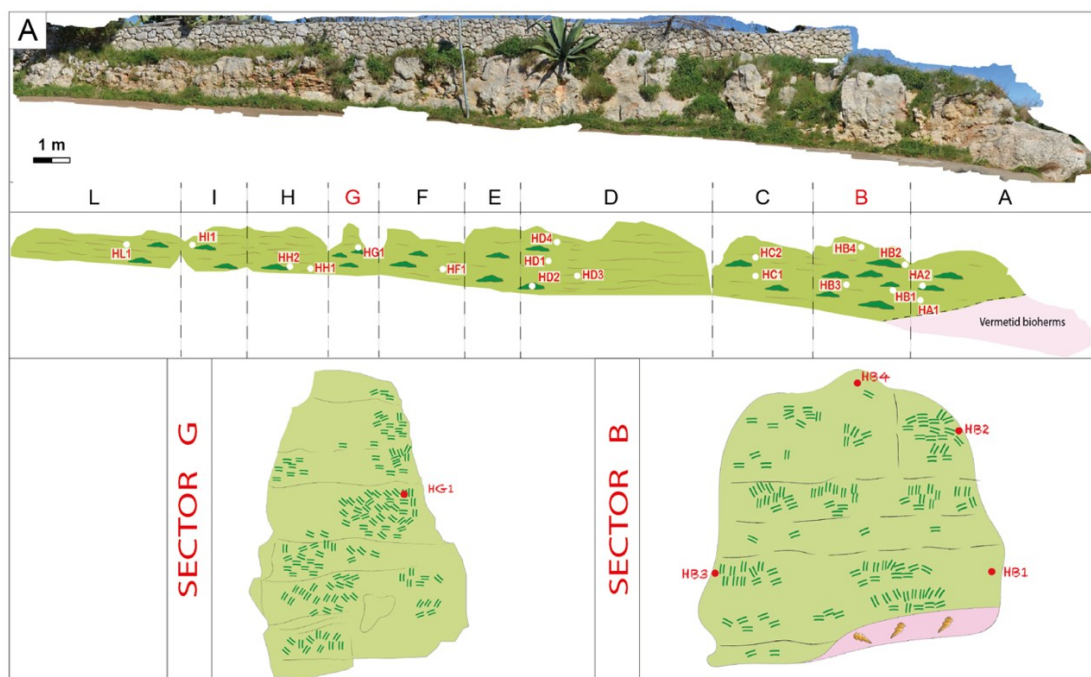 A
1 m
L I H G F E D C B A
HL1 HI1 HH2 HH1 HG1 HF1 HD4 HD1 HD2 HD3 HC2 HC1 HB4 HB3 HB2 HB1 HA2 HA1
Vermetid bioherms
SECTOR G
HG1
SECTOR B
HB4
HB2
HB3
HB1